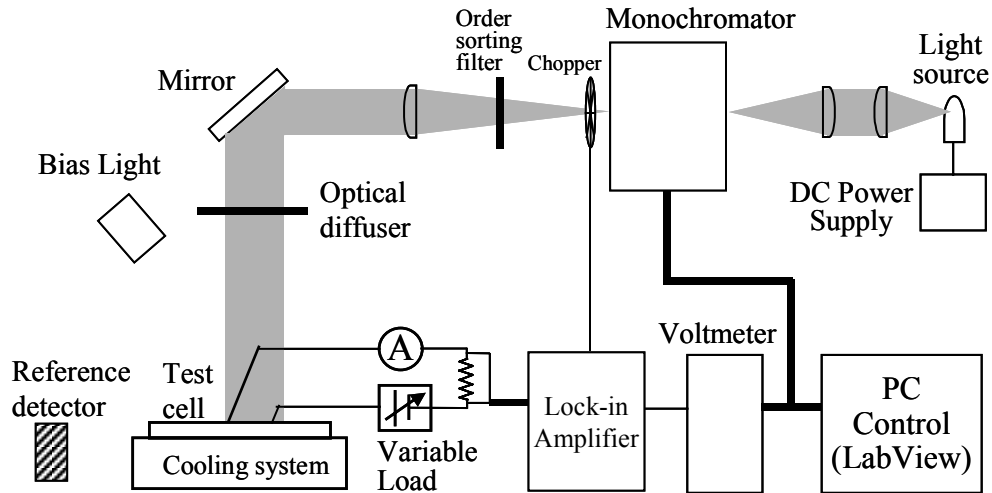 Order
sorting
filter
Monochromator
Chopper
Light
source
Mirror
Bias Light
Optical
diffuser
DC Power
Supply
Voltmeter
A
Reference
detector
Test
cell
Lock-in
Amplifier
PC
Control
(LabView)
Variable
Load
Cooling system